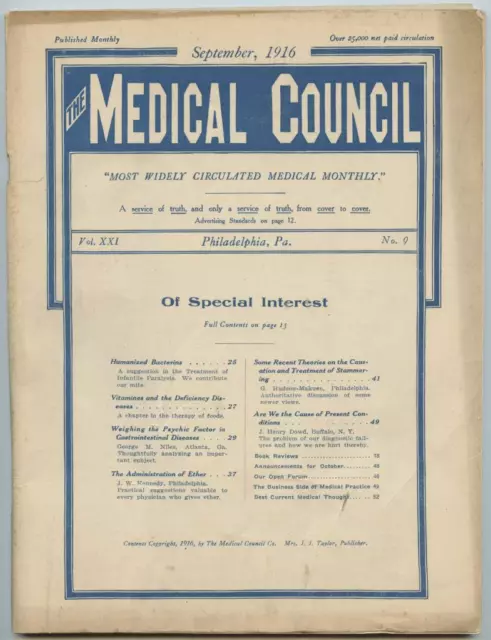 Published Monthly
Over 25,000 net paid circulation
September, 1916
THE MEDICAL COUNCIL
"MOST WIDELY CIRCULATED MEDICAL MONTHLY."
A service of truth, and only a service of truth, from cover to cover.
Advertising Standards on page 12.
Vol. XXI
Philadelphia, Pa.
No. 9
Of Special Interest
Full Contents on page 13
Humanized Bacterins . . . . . . 25
A suggestion in the Treatment of
Infantile Paralysis. We contribute
our mite.
Vitamines and the Deficiency Dis-
eases . . . . . . . . . . . . . . 27
A chapter in the therapy of foods.
Weighing the Psychic Factor in
Gastrointestinal Diseases . . . . 29
George M. Niles, Atlanta, Ga.
Thoughtfully analyzing an impor-
tant subject.
The Administration of Ether . . . 37
J. W. Kennedy, Philadelphia.
Practical suggestions valuable to
every physician who gives ether.
Some Recent Theories on the Caus-
ation and Treatment of Stammer-
ing . . . . . . . . . . . . . . 41
G. Hudson-Makuen, Philadelphia.
Authoritative discussion of some
newer views.
Are We the Cause of Present Con-
ditions . . . . . . . . . . . . 49
J. Henry Dowd, Buffalo, N. Y.
The problem of our diagnostic fail-
ures and how we are hurt thereby.
Book Reviews
Announcements for October
Our Open Forum
The Business Side of Medical Practice
Best Current Medical Thought
Contents Copyright, 1916, by The Medical Council Co. Mrs. J. J. Taylor, Publisher.